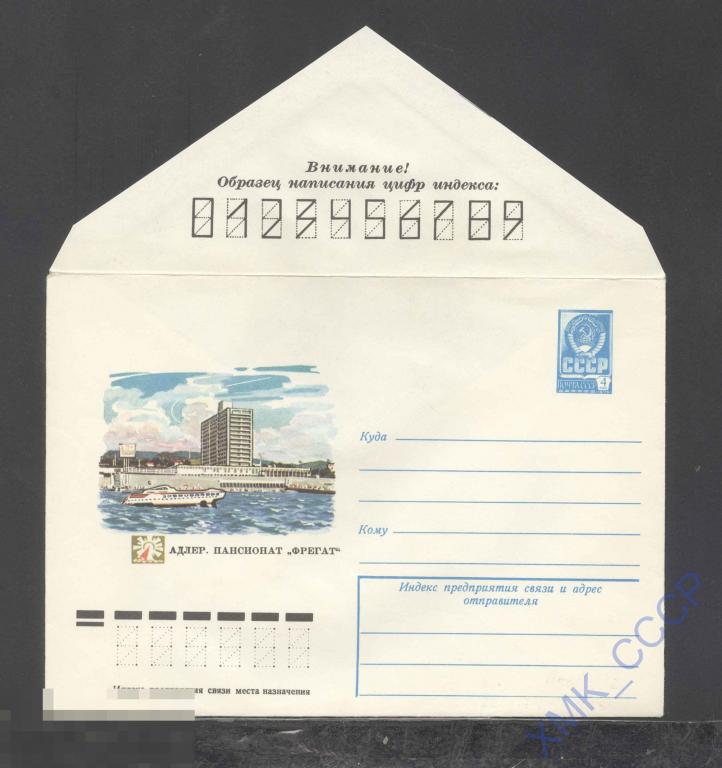 Внимание!
Образец написания цифр индекса:
0123456789
СССР
ПОЧТА СССР 4
Куда
Кому
АДЛЕР. ПАНСИОНАТ „ФРЕГАТ“
Индекс предприятия связи и адрес
отправителя
связи места назначения
ХМК_СССР